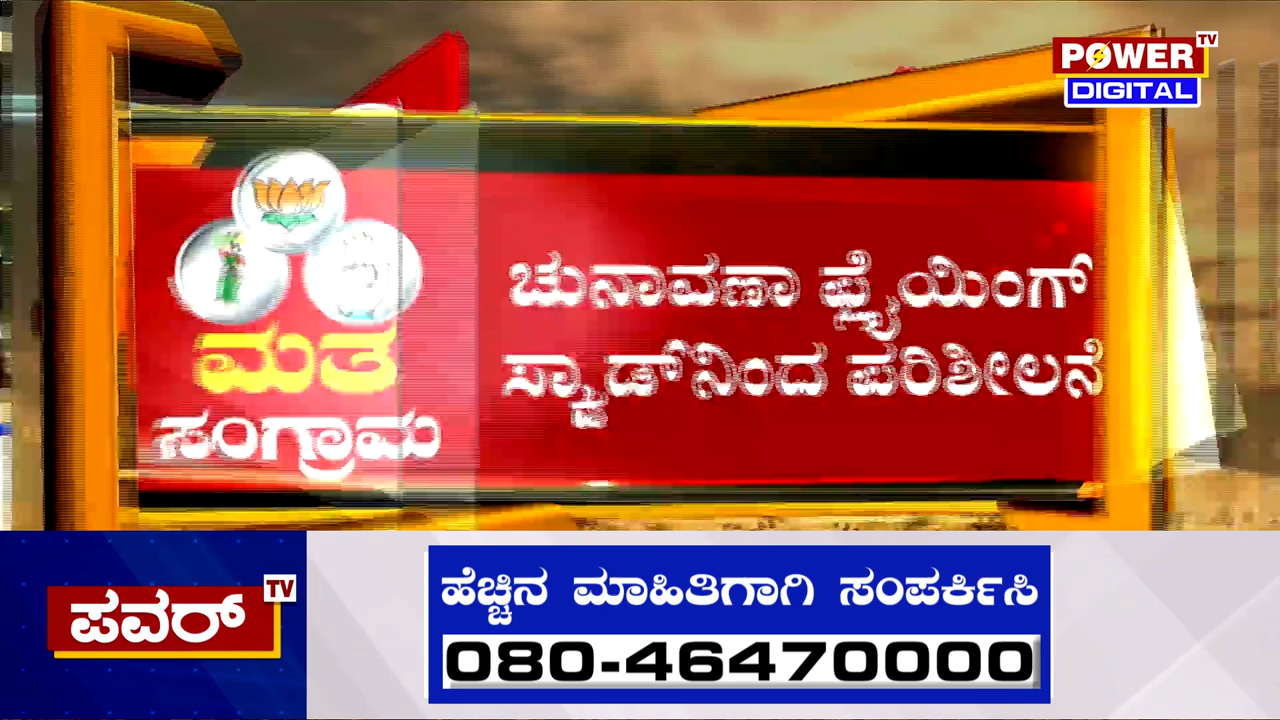 POWER TV
DIGITAL
ಚುನಾವಣಾ ಫ್ಲೈಯಿಂಗ್
ಸ್ಕ್ವಾಡ್‌ನಿಂದ ಪರಿಶೀಲನೆ
ಮತ
ಸಂಗ್ರಾಮ
ಪವರ್ TV
ಹೆಚ್ಚಿನ ಮಾಹಿತಿಗಾಗಿ ಸಂಪರ್ಕಿಸಿ
080-46470000